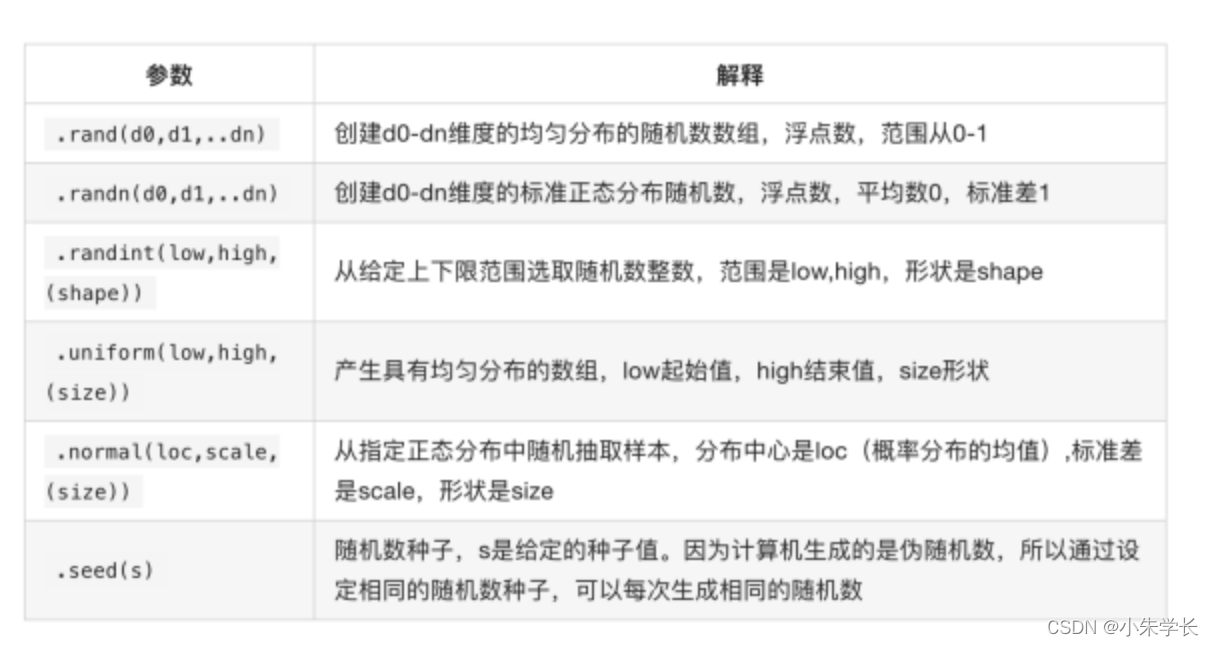 参数
解释
.rand(d0,d1,..dn)
创建d0-dn维度的均匀分布的随机数数组，浮点数，范围从0-1
.randn(d0,d1,..dn)
创建d0-dn维度的标准正态分布随机数，浮点数，平均数0，标准差1
.randint(low,high,
(shape))
从给定上下限范围选取随机数整数，范围是low,high，形状是shape
.uniform(low,high,
(size))
产生具有均匀分布的数组，low起始值，high结束值，size形状
.normal(loc,scale,
(size))
从指定正态分布中随机抽取样本，分布中心是loc（概率分布的均值）,标准差
是scale，形状是size
.seed(s)
随机数种子，s是给定的种子值。因为计算机生成的是伪随机数，所以通过设
定相同的随机数种子，可以每次生成相同的随机数
CSDN @小朱学长